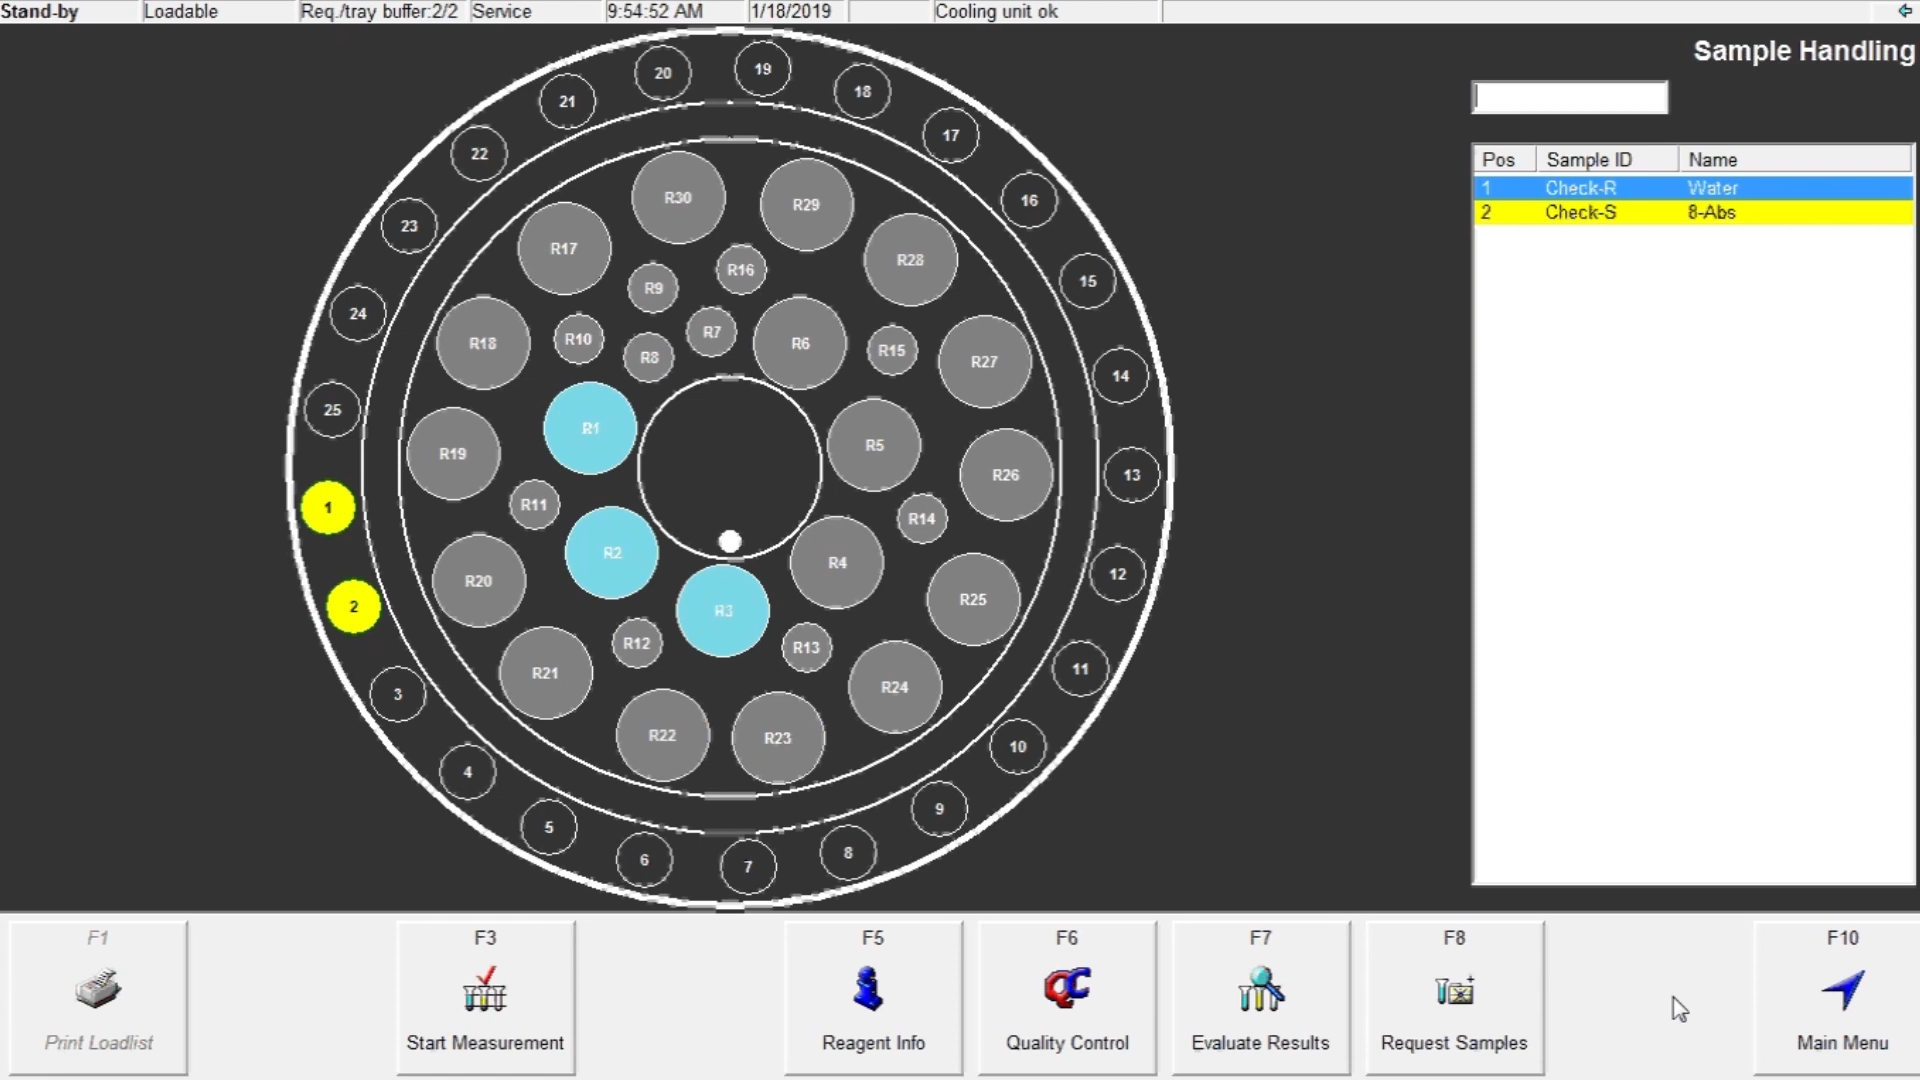 Stand-by Loadable Req./tray buffer:2/2 Service 9:54:52 AM 1/18/2019 Cooling unit ok
Sample Handling
Pos Sample ID Name
1 Check-R Water
2 Check-S 8-Abs
20 19 18
21 17
22 16
23 15
24 14
25 13
1 12
2 11
3 10
4 9
5 8
6 7
R30 R29
R17 R28
R16
R9
R18 R10 R8 R7 R6 R15 R27
R1 R5
R19 R26
R11 R14
R2 R4
R20 R25
R3
R12 R13
R21 R24
R22 R23
F1 F3 F5 F6 F7 F8 F10
QC
Print Loadlist Start Measurement Reagent Info Quality Control Evaluate Results Request Samples Main Menu